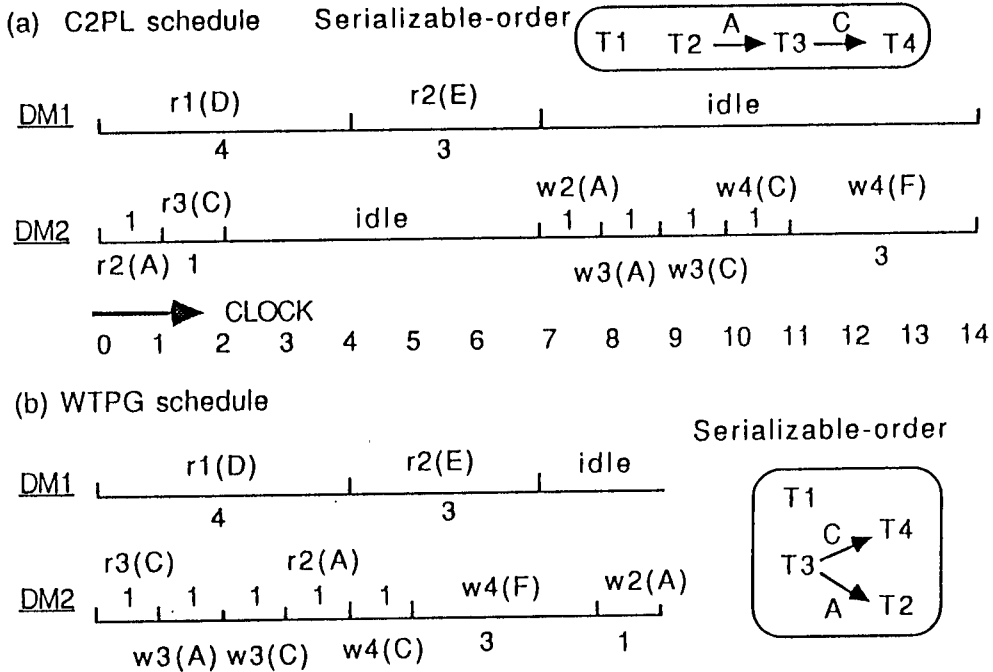 (a) C2PL schedule Serializable-order
T1 T2 A T3 C T4
DM1 r1(D) r2(E) idle
4 3
DM2 1 r3(C) idle w2(A) 1 1 1 w4(C) 1 w4(F)
r2(A) 1 w3(A) w3(C) 3
CLOCK
0 1 2 3 4 5 6 7 8 9 10 11 12 13 14
(b) WTPG schedule
Serializable-order
DM1 r1(D) r2(E) idle
4 3
T1
C T4
T3
A T2
r3(C) r2(A) w4(F) w2(A)
DM2 1 1 1 1 1
w3(A) w3(C) w4(C) 3 1